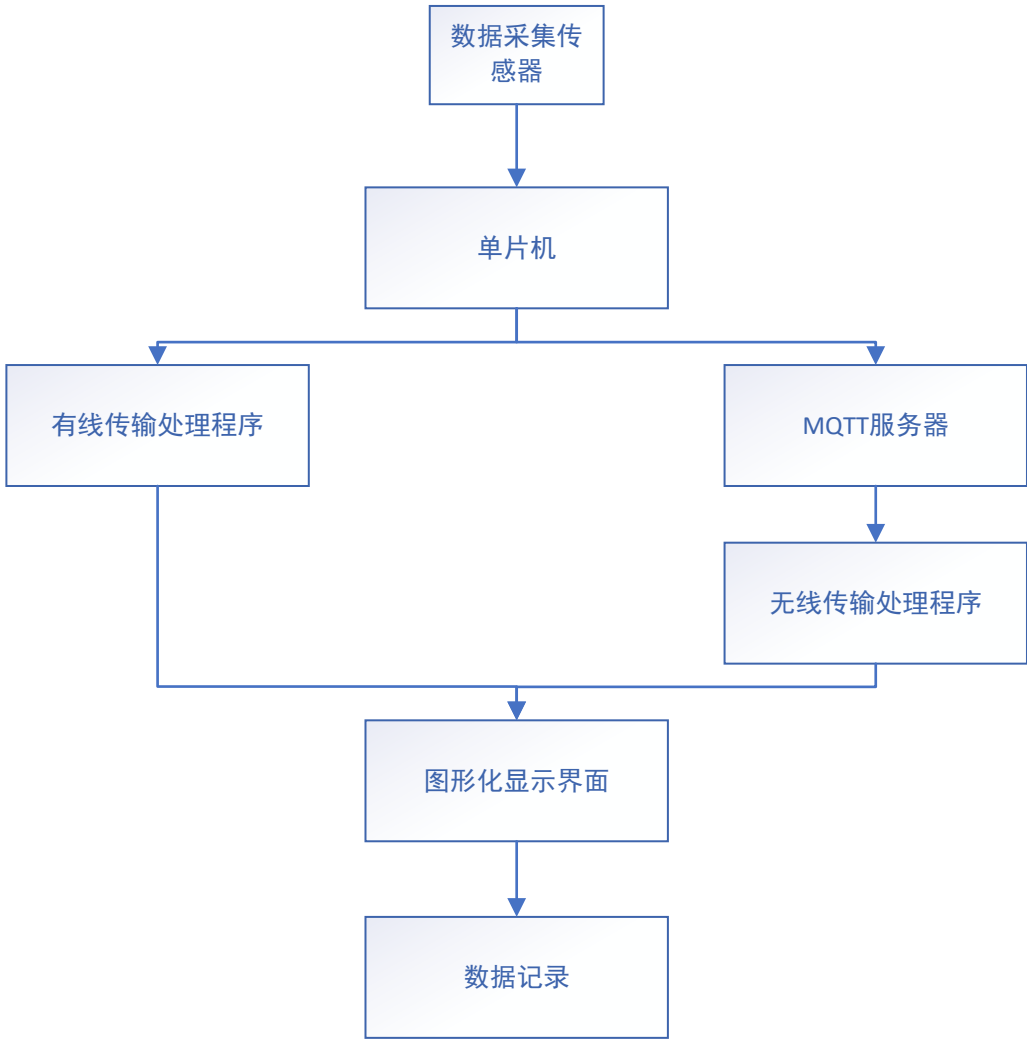 数据采集传
感器
单片机
有线传输处理程序
MQTT服务器
无线传输处理程序
图形化显示界面
数据记录